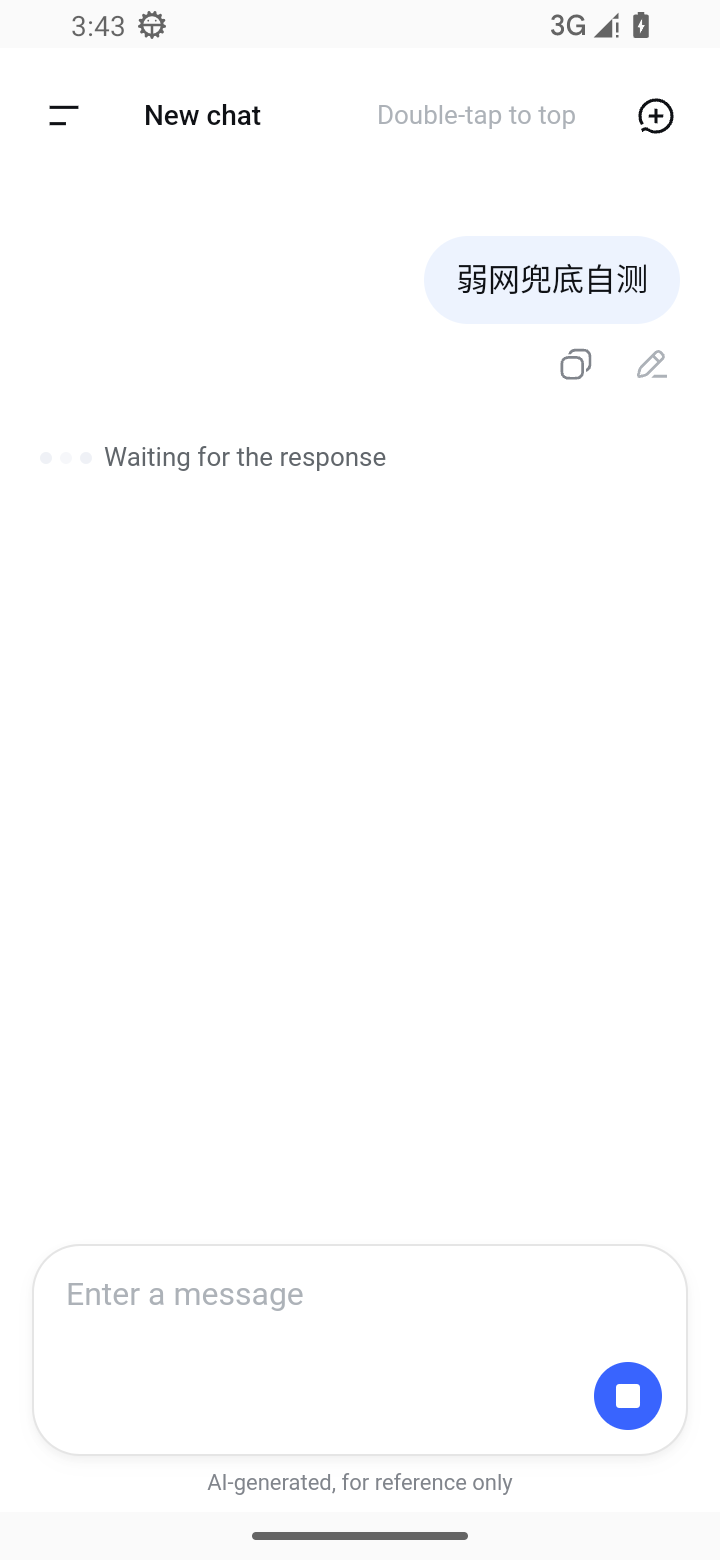 3:43
3G
New chat
Double-tap to top
弱网兜底自测
Waiting for the response
Enter a message
AI-generated, for reference only